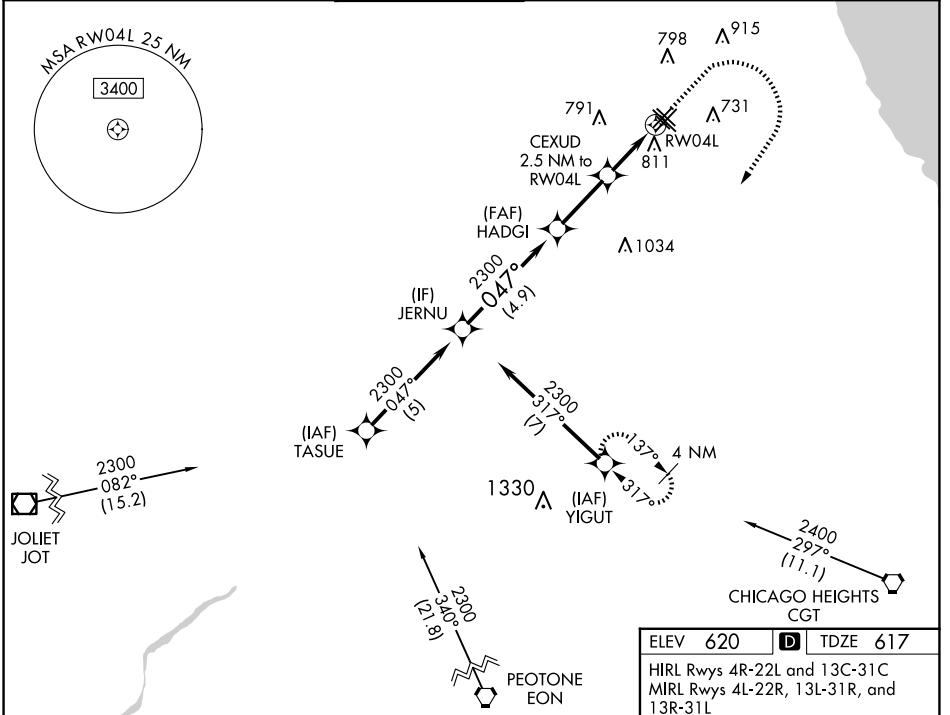 MSA RW04L 25 NM
3400
798
915
791
731
RW04L
811
CEXUD
2.5 NM to
RW04L
(FAF)
HADGI
1034
2300
047°
(4.9)
(IF)
JERNU
2300
047°
(5)
(IAF)
TASUE
2300
317°
(7)
137°
4 NM
317°
1330
(IAF)
YIGUT
2300
082°
(15.2)
JOLIET
JOT
2400
297°
(11.1)
CHICAGO HEIGHTS
CGT
2300
340°
(21.8)
PEOTONE
EON
ELEV 620 D TDZE 617
HIRL Rwys 4R-22L and 13C-31C
MIRL Rwys 4L-22R, 13L-31R, and
13R-31L